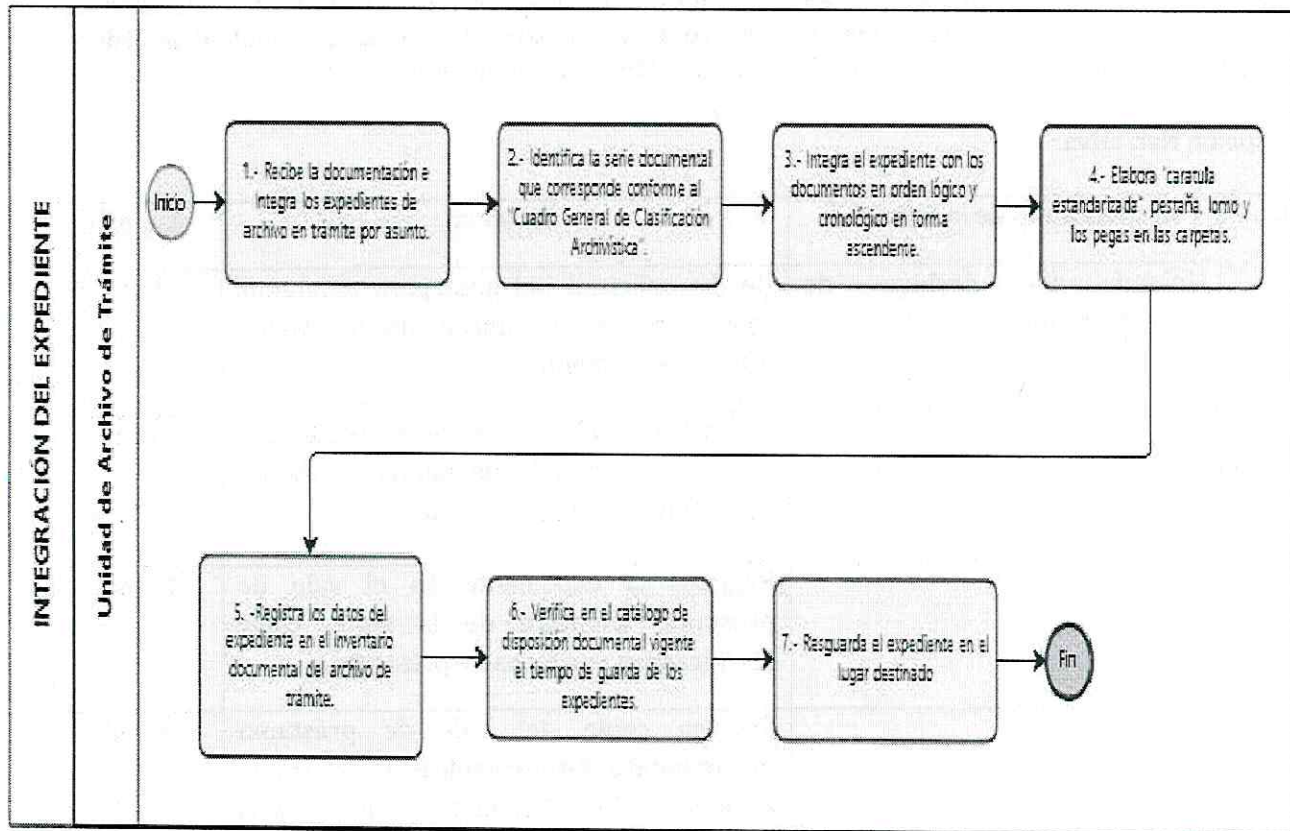 INTEGRACIÓN DEL EXPEDIENTE
Unidad de Archivo de Trámite
Inicio
1.- Recibe la documentación e
integra los expedientes de
archivo en trámite por asunto.
2.- Identifica la serie documental
que corresponde conforme al
"Cuadro General de Clasificación
Archivística".
3.- Integra el expediente con los
documentos en orden lógico y
cronológico en forma
ascendente.
4.- Elabora "caratula
estandarizada", pestaña, lomo y
los pegas en las carpetas.
5. -Registra los datos del
expediente en el inventario
documental del archivo de
trámite.
6.- Verifica en el catálogo de
disposición documental vigente
el tiempo de guarda de los
expedientes.
7.- Resguarda el expediente en el
lugar destinado
Fin